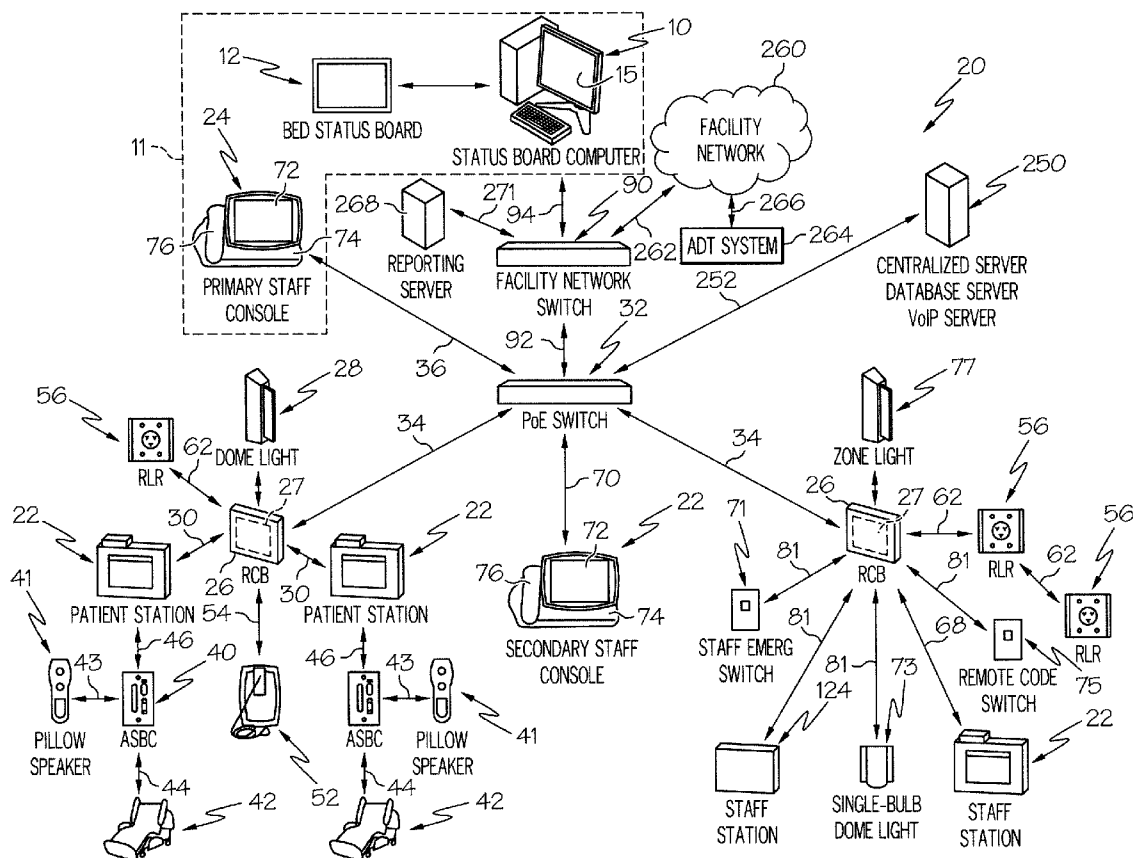 10
12
15
260
20
24
BED STATUS BOARD
FACILITY
NETWORK
11
72
STATUS BOARD COMPUTER
250
268
271
94
90
266
76
74
262
ADT SYSTEM
264
REPORTING
SERVER
FACILITY NETWORK
SWITCH
252
CENTRALIZED SERVER
DATABASE SERVER
VoIP SERVER
PRIMARY STAFF
CONSOLE
36
92
32
28
77
56
PoE SWITCH
62
34
34
56
RLR
DOME LIGHT
ZONE LIGHT
27
70
26
27
62
22
30
22
71
22
26
RCB
30
72
81
RCB
81
RLR
62
56
PATIENT STATION
PATIENT STATION
76
74
41
54
46
46
STAFF EMERG
SWITCH
81
68
RLR
40
SECONDARY STAFF
CONSOLE
81
REMOTE CODE
SWITCH
75
43
43
124
73
22
PILLOW
SPEAKER
ASBC
ASBC
PILLOW
SPEAKER
41
52
44
44
42
42
STAFF
STATION
SINGLE-BULB
DOME LIGHT
STAFF
STATION